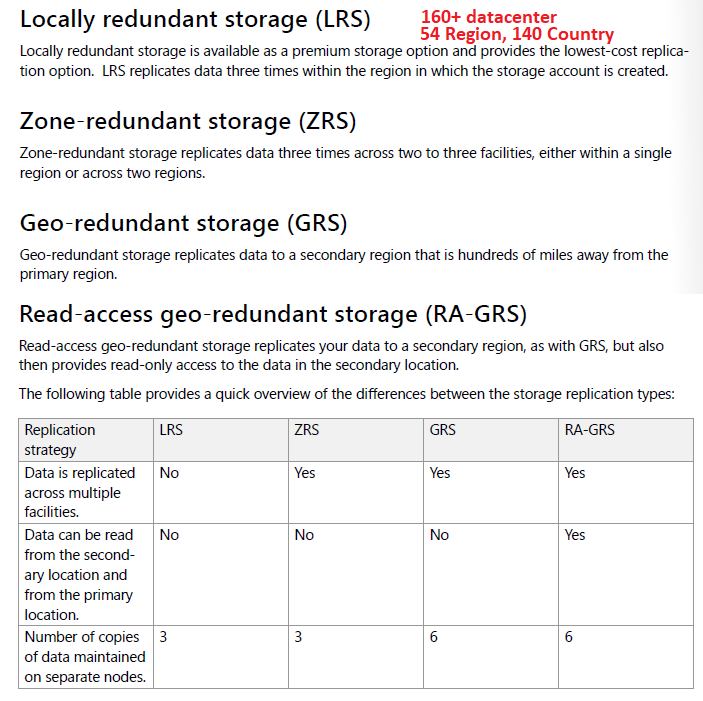 Locally redundant storage (LRS)
160+ datacenter
54 Region, 140 Country
Locally redundant storage is available as a premium storage option and provides the lowest-cost replica-
tion option. LRS replicates data three times within the region in which the storage account is created.
Zone-redundant storage (ZRS)
Zone-redundant storage replicates data three times across two to three facilities, either within a single
region or across two regions.
Geo-redundant storage (GRS)
Geo-redundant storage replicates data to a secondary region that is hundreds of miles away from the
primary region.
Read-access geo-redundant storage (RA-GRS)
Read-access geo-redundant storage replicates your data to a secondary region, as with GRS, but also
then provides read-only access to the data in the secondary location.
The following table provides a quick overview of the differences between the storage replication types:
Replication LRS ZRS GRS RA-GRS
strategy
Data is replicated No Yes Yes Yes
across multiple
facilities.
Data can be read No No No Yes
from the second-
ary location and
from the primary
location.
Number of copies 3 3 6 6
of data maintained
on separate nodes.